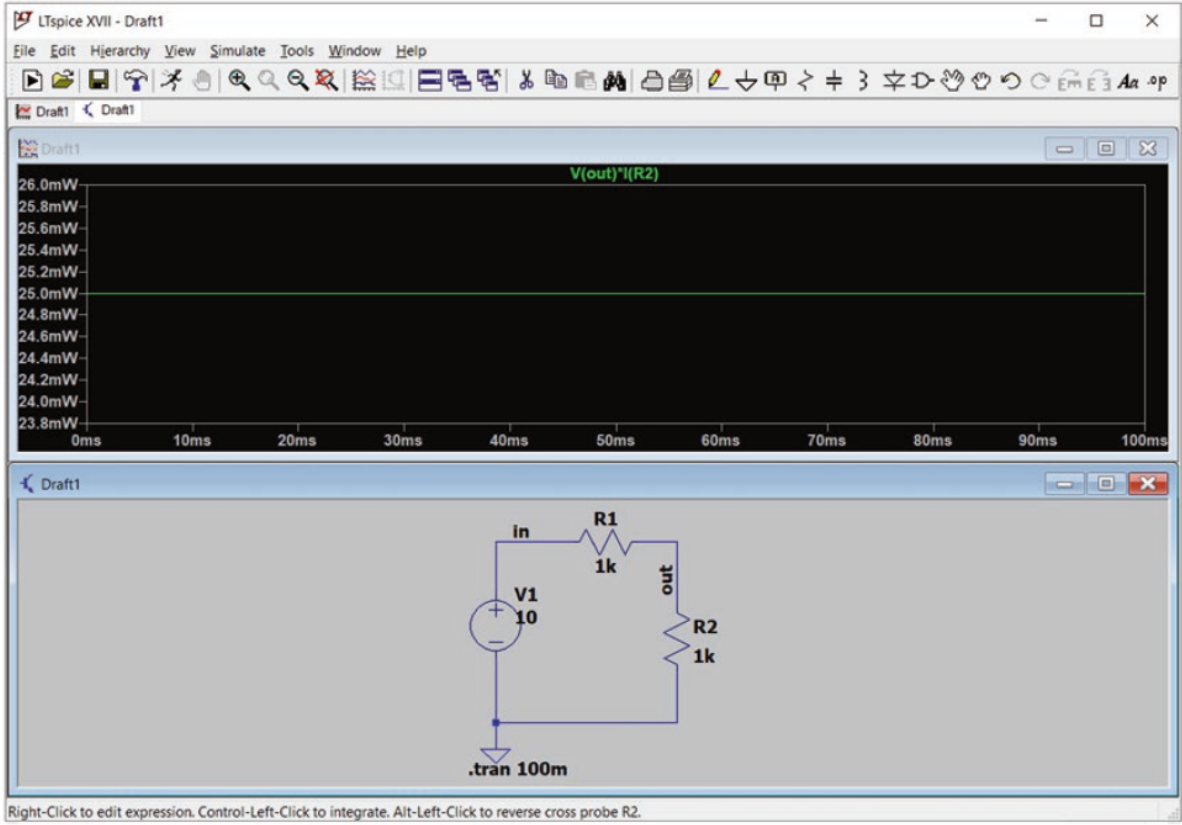 LTspice XVII - Draft1
File Edit Hierarchy View Simulate Tools Window Help
Aa .op
Draft1 Draft1
Draft1
V(out)*I(R2)
26.0mW
25.8mW
25.6mW
25.4mW
25.2mW
25.0mW
24.8mW
24.6mW
24.4mW
24.2mW
24.0mW
23.8mW
0ms 10ms 20ms 30ms 40ms 50ms 60ms 70ms 80ms 90ms 100ms
Draft1
in
R1
1k
out
V1
10
R2
1k
.tran 100m
Right-Click to edit expression. Control-Left-Click to integrate. Alt-Left-Click to reverse cross probe R2.